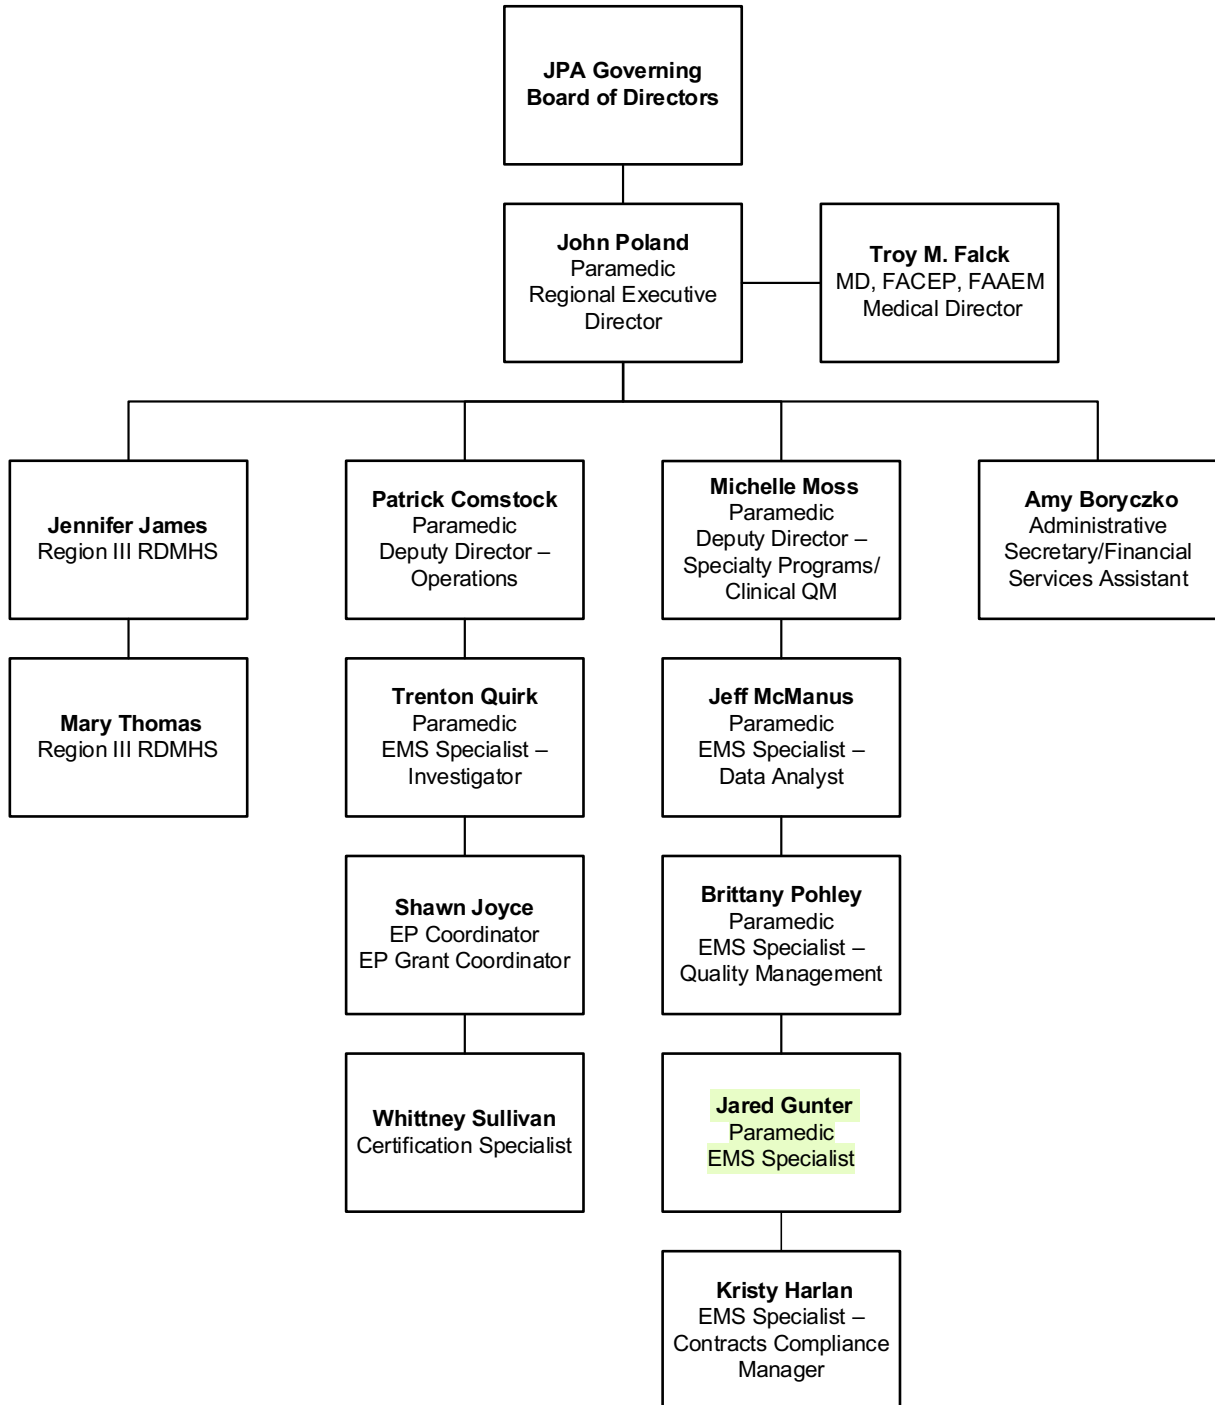 JPA Governing
Board of Directors
John Poland
Paramedic
Regional Executive
Director
Troy M. Falck
MD, FACEP, FAAEM
Medical Director
Jennifer James
Region III RDMHS
Patrick Comstock
Paramedic
Deputy Director –
Operations
Michelle Moss
Paramedic
Deputy Director –
Specialty Programs/
Clinical QM
Amy Boryczko
Administrative
Secretary/Financial
Services Assistant
Mary Thomas
Region III RDMHS
Trenton Quirk
Paramedic
EMS Specialist –
Investigator
Jeff McManus
Paramedic
EMS Specialist –
Data Analyst
Shawn Joyce
EP Coordinator
EP Grant Coordinator
Brittany Pohley
Paramedic
EMS Specialist –
Quality Management
Whittney Sullivan
Certification Specialist
Jared Gunter
Paramedic
EMS Specialist
Kristy Harlan
EMS Specialist –
Contracts Compliance
Manager